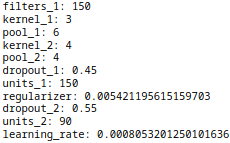 filters_1: 150
kernel_1: 3
pool_1: 6
kernel_2: 4
pool_2: 4
dropout_1: 0.45
units_1: 150
regularizer: 0.005421195615159703
dropout_2: 0.55
units_2: 90
learning_rate: 0.0008053201250101636